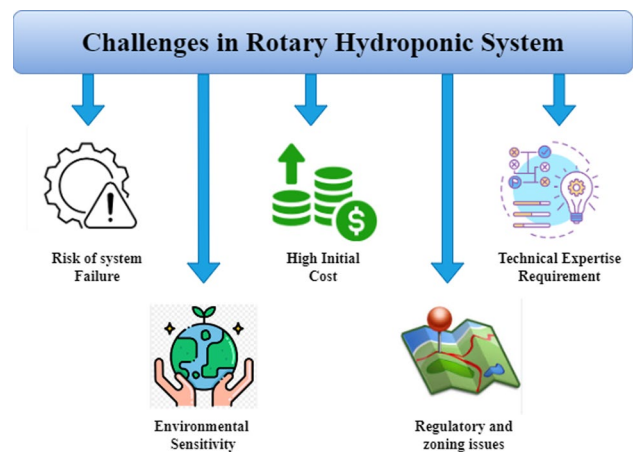 Challenges in Rotary Hydroponic System
Risk of system
Failure
High Initial
Cost
Technical Expertise
Requirement
Environmental
Sensitivity
Regulatory and
zoning issues